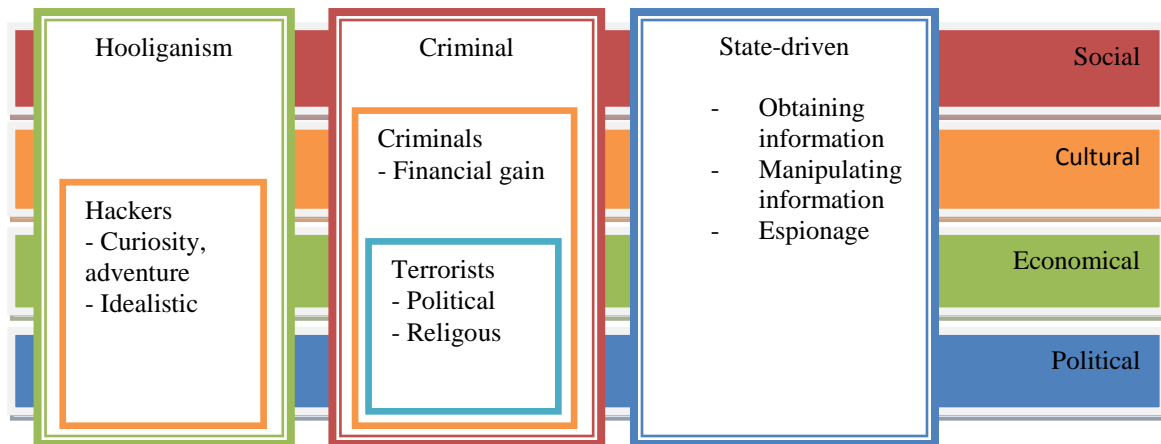 Hooliganism
Hackers
- Curiosity,
adventure
- Idealistic
Criminal
Criminals
- Financial gain
Terrorists
- Political
- Religous
State-driven
- Obtaining
information
- Manipulating
information
- Espionage
Social
Cultural
Economical
Political